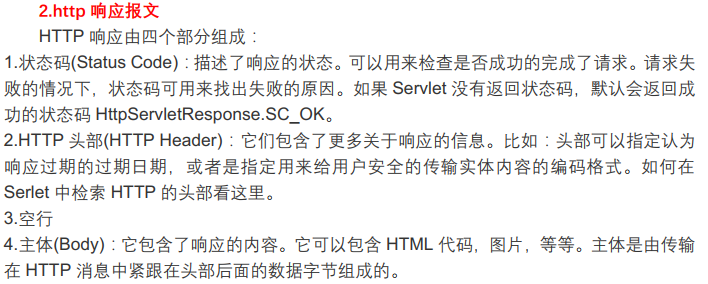 2.http 响应报文
HTTP 响应由四个部分组成：
1.状态码(Status Code)：描述了响应的状态。可以用来检查是否成功的完成了请求。请求失
败的情况下，状态码可用来找出失败的原因。如果 Servlet 没有返回状态码，默认会返回成
功的状态码 HttpServletResponse.SC_OK。
2.HTTP 头部(HTTP Header)：它们包含了更多关于响应的信息。比如：头部可以指定认为
响应过期的过期日期，或者是指定用来给用户安全的传输实体内容的编码格式。如何在
Serlet 中检索 HTTP 的头部看这里。
3.空行
4.主体(Body)：它包含了响应的内容。它可以包含 HTML 代码，图片，等等。主体是由传输
在 HTTP 消息中紧跟在头部后面的数据字节组成的。